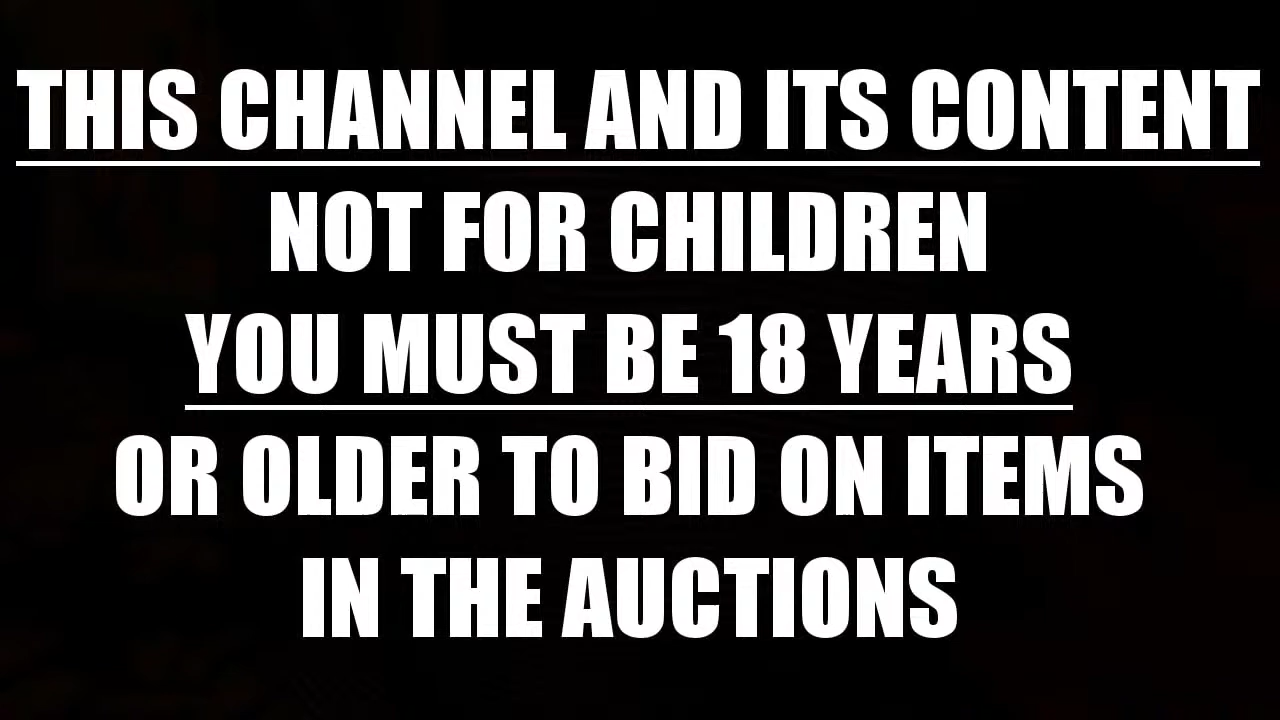 THIS CHANNEL AND ITS CONTENT
NOT FOR CHILDREN
YOU MUST BE 18 YEARS
OR OLDER TO BID ON ITEMS
IN THE AUCTIONS